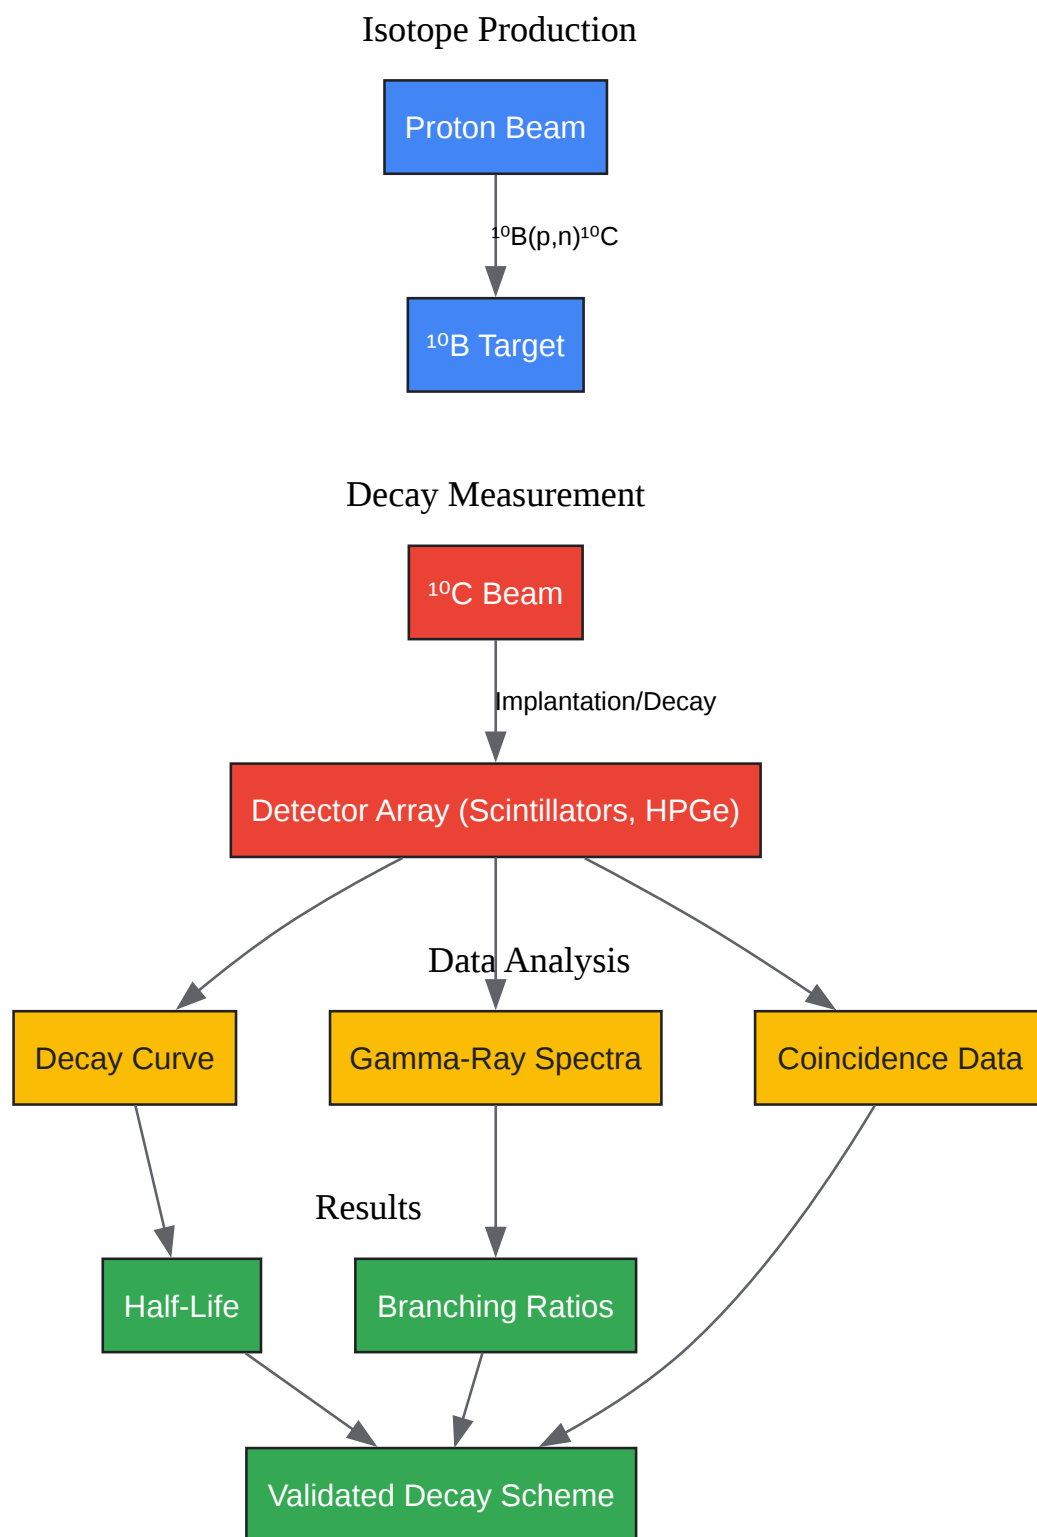 Isotope Production
Proton Beam
¹⁰B(p,n)¹⁰C
¹⁰B Target
Decay Measurement
¹⁰C Beam
Implantation/Decay
Detector Array (Scintillators, HPGe)
Data Analysis
Decay Curve
Gamma-Ray Spectra
Coincidence Data
Results
Half-Life
Branching Ratios
Validated Decay Scheme